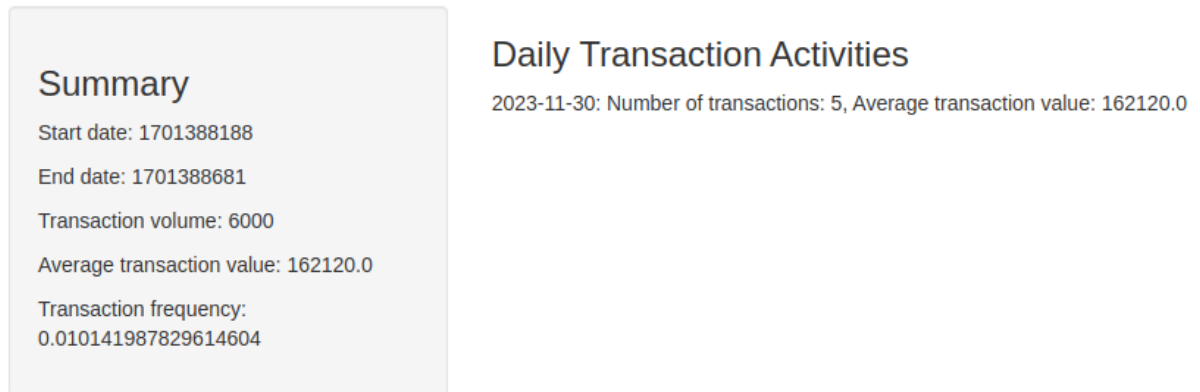 Summary
Start date: 1701388188
End date: 1701388681
Transaction volume: 6000
Average transaction value: 162120.0
Transaction frequency:
0.010141987829614604
Daily Transaction Activities
2023-11-30: Number of transactions: 5, Average transaction value: 162120.0